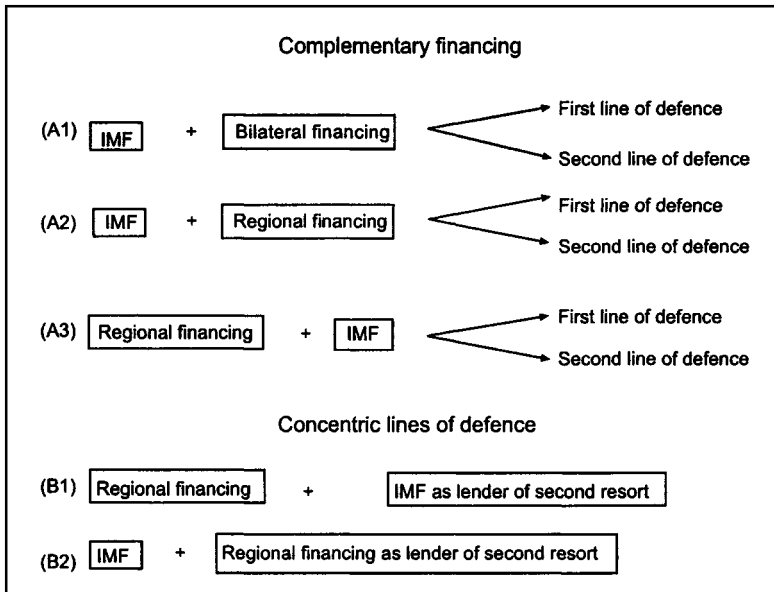 Complementary financing
(A1) IMF + Bilateral financing First line of defence
Second line of defence
(A2) IMF + Regional financing First line of defence
Second line of defence
(A3) Regional financing + IMF First line of defence
Second line of defence
Concentric lines of defence
(B1) Regional financing + IMF as lender of second resort
(B2) IMF + Regional financing as lender of second resort